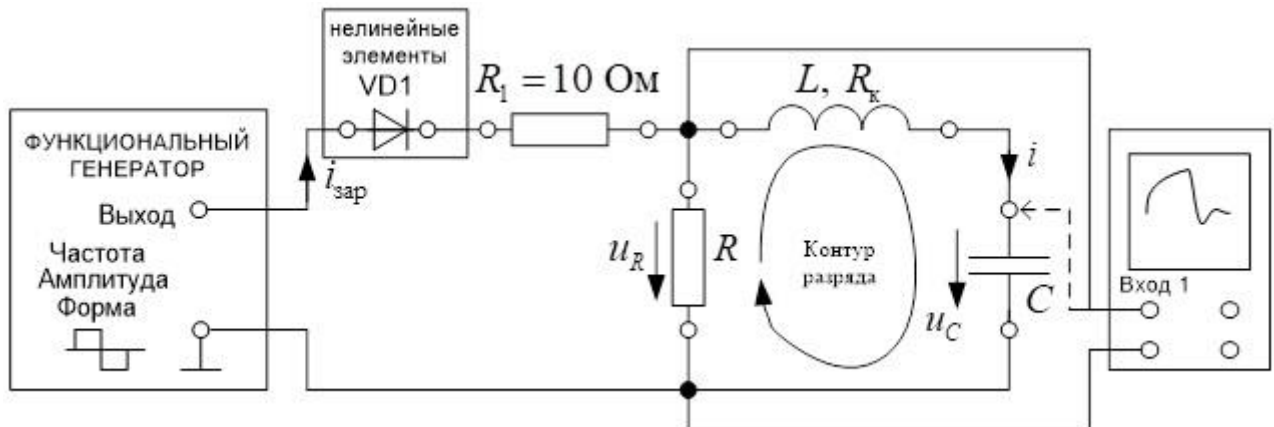 нелинейные
элементы
VD1
R₁ = 10 Ом
L, Rк
ФУНКЦИОНАЛЬНЫЙ
ГЕНЕРАТОР
iзар
Выход
Частота
Амплитуда
Форма
uR
R
Контур
разряда
i
uC
C
Вход 1